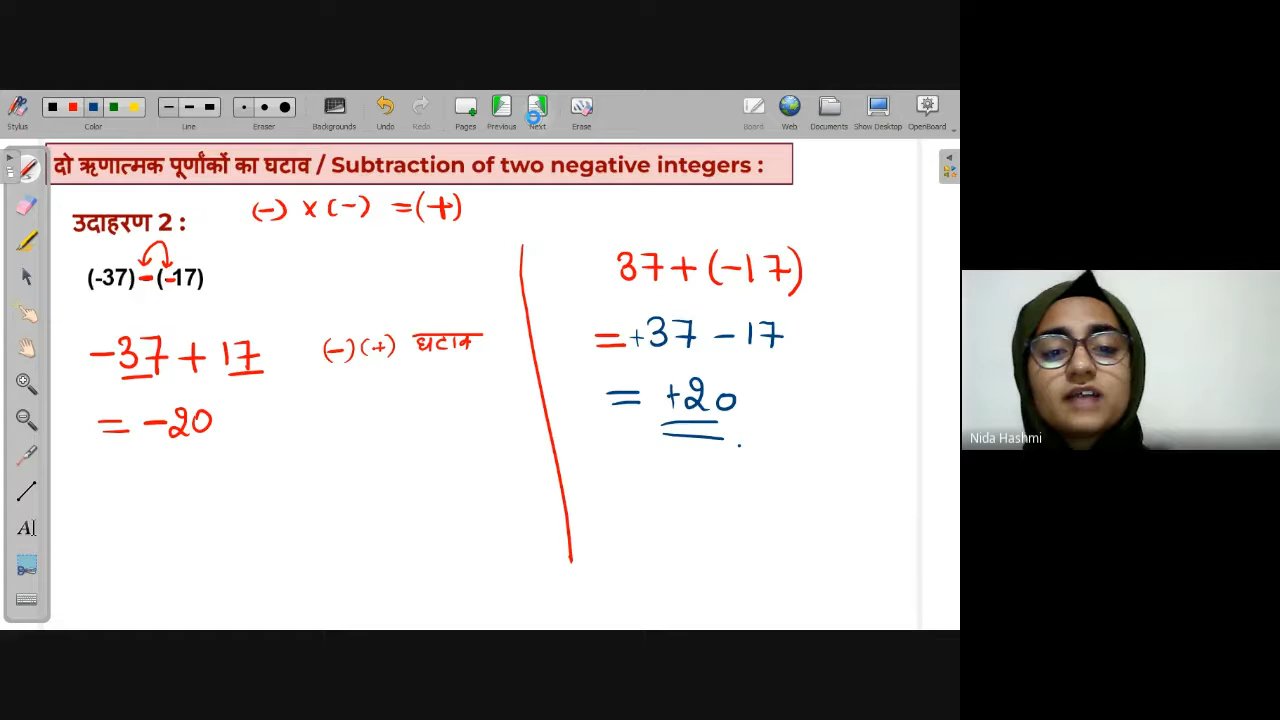 Stylus
Color
Line
Eraser
Backgrounds
Undo
Redo
Pages
Previous
Next
Erase
Board
Web
Documents
Show Desktop
OpenBoard
दो ऋणात्मक पूर्णांकों का घटाव / Subtraction of two negative integers :
उदाहरण 2 :
(-) x (-) = (+)
(-37) - (-17)
-37 + 17
(-) (+) घटाव
= -20
37 + (-17)
= +37 - 17
= +20
Nida Hashmi